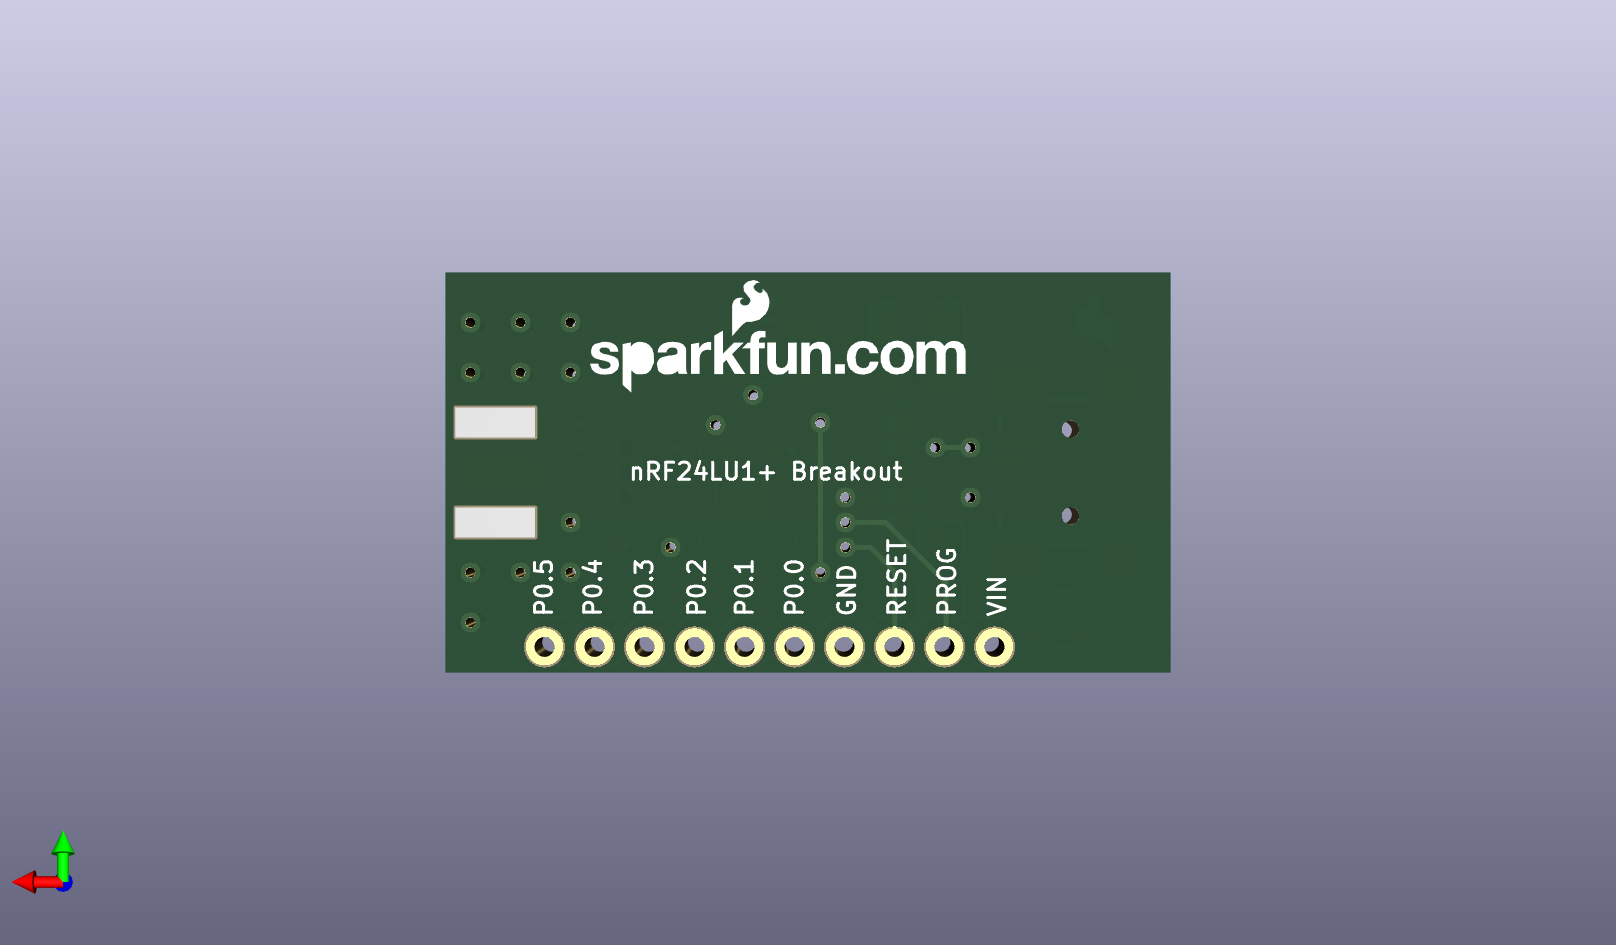 sparkfun.com
nRF24LU1+ Breakout
P0.5
P0.4
P0.3
P0.2
P0.1
P0.0
GND
RESET
PROG
VIN